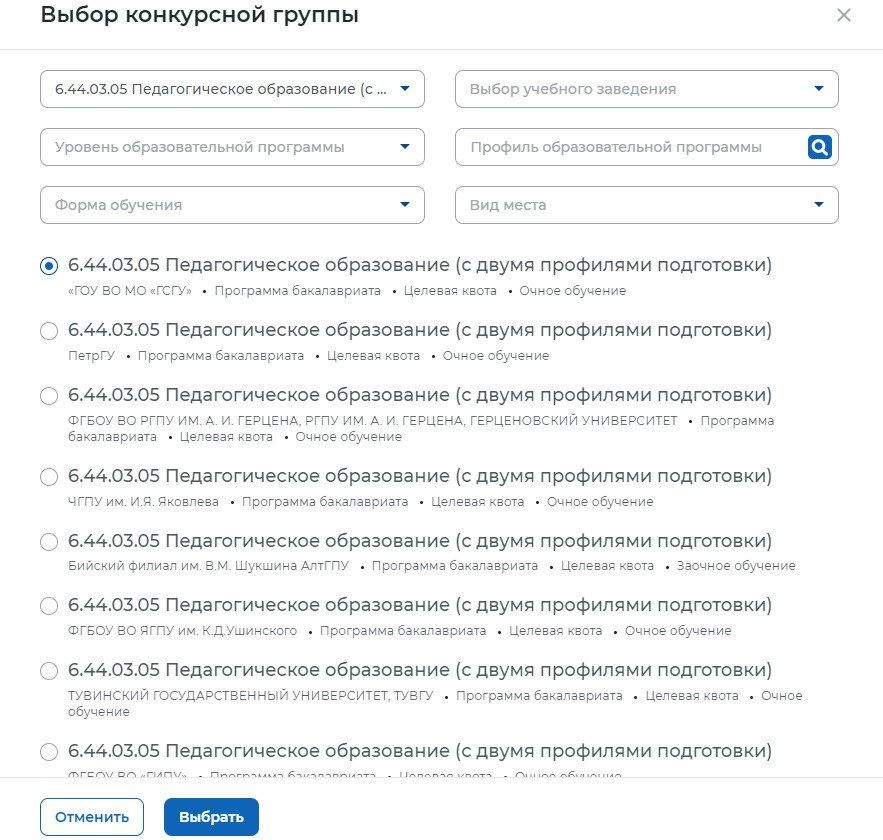 Выбор конкурсной группы
6.44.03.05 Педагогическое образование (с ...
Выбор учебного заведения
Уровень образовательной программы
Профиль образовательной программы
Форма обучения
Вид места
6.44.03.05 Педагогическое образование (с двумя профилями подготовки)
«ГОУ ВО МО «ГСГУ» • Программа бакалавриата • Целевая квота • Очное обучение
6.44.03.05 Педагогическое образование (с двумя профилями подготовки)
ПетрГУ • Программа бакалавриата • Целевая квота • Очное обучение
6.44.03.05 Педагогическое образование (с двумя профилями подготовки)
ФГБОУ ВО РГПУ ИМ. А. И. ГЕРЦЕНА, РГПУ ИМ. А. И. ГЕРЦЕНА, ГЕРЦЕНОВСКИЙ УНИВЕРСИТЕТ • Программа
бакалавриата • Целевая квота • Очное обучение
6.44.03.05 Педагогическое образование (с двумя профилями подготовки)
ЧГПУ им. И.Я. Яковлева • Программа бакалавриата • Целевая квота • Очное обучение
6.44.03.05 Педагогическое образование (с двумя профилями подготовки)
Бийский филиал им. В.М. Шукшина АлтГПУ • Программа бакалавриата • Целевая квота • Заочное обучение
6.44.03.05 Педагогическое образование (с двумя профилями подготовки)
ФГБОУ ВО ЯГПУ им. К.Д.Ушинского • Программа бакалавриата • Целевая квота • Очное обучение
6.44.03.05 Педагогическое образование (с двумя профилями подготовки)
ТУВИНСКИЙ ГОСУДАРСТВЕННЫЙ УНИВЕРСИТЕТ, ТУВГУ • Программа бакалавриата • Целевая квота • Очное
обучение
6.44.03.05 Педагогическое образование (с двумя профилями подготовки)
ФГБОУ ВО • Программа бакалавриата • Целевая квота • Очное обучение
Отменить
Выбрать